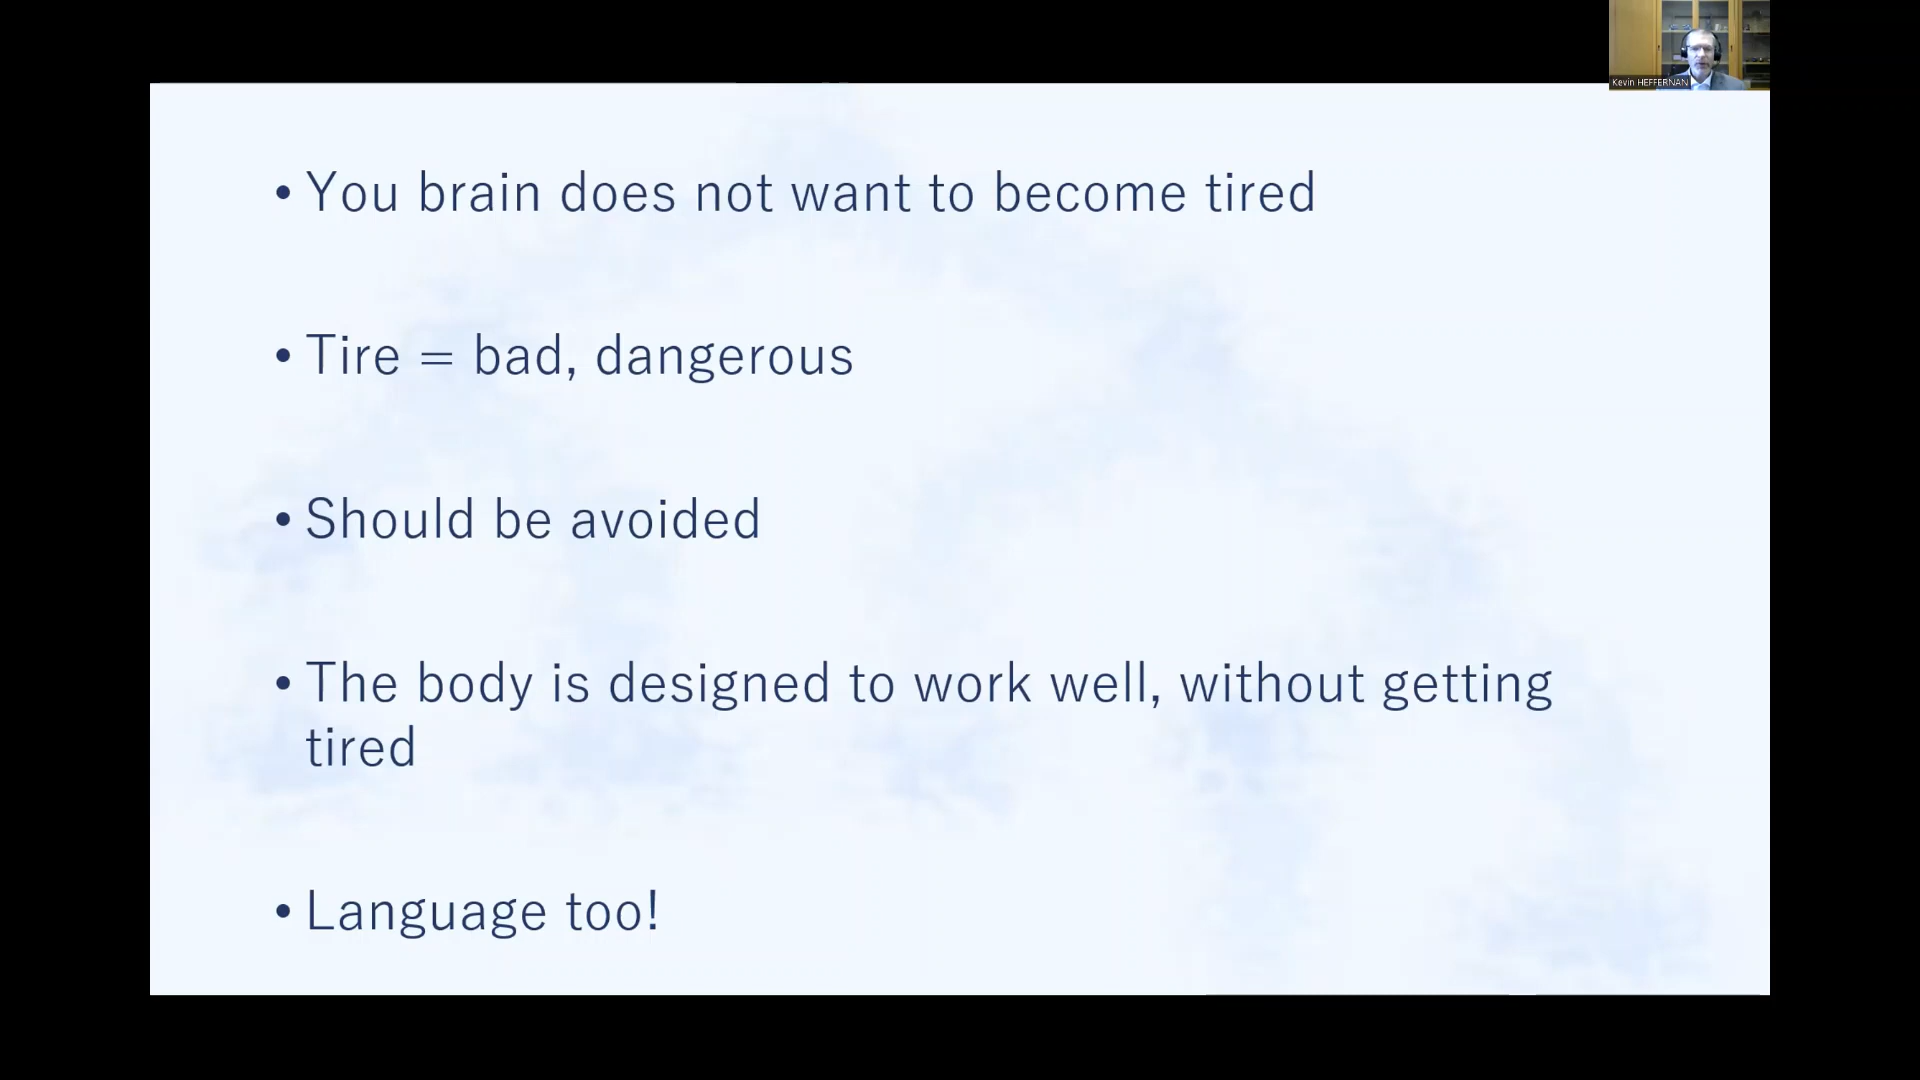 Kevin HEFFERNAN
• You brain does not want to become tired
• Tire = bad, dangerous
• Should be avoided
• The body is designed to work well, without getting
tired
• Language too!